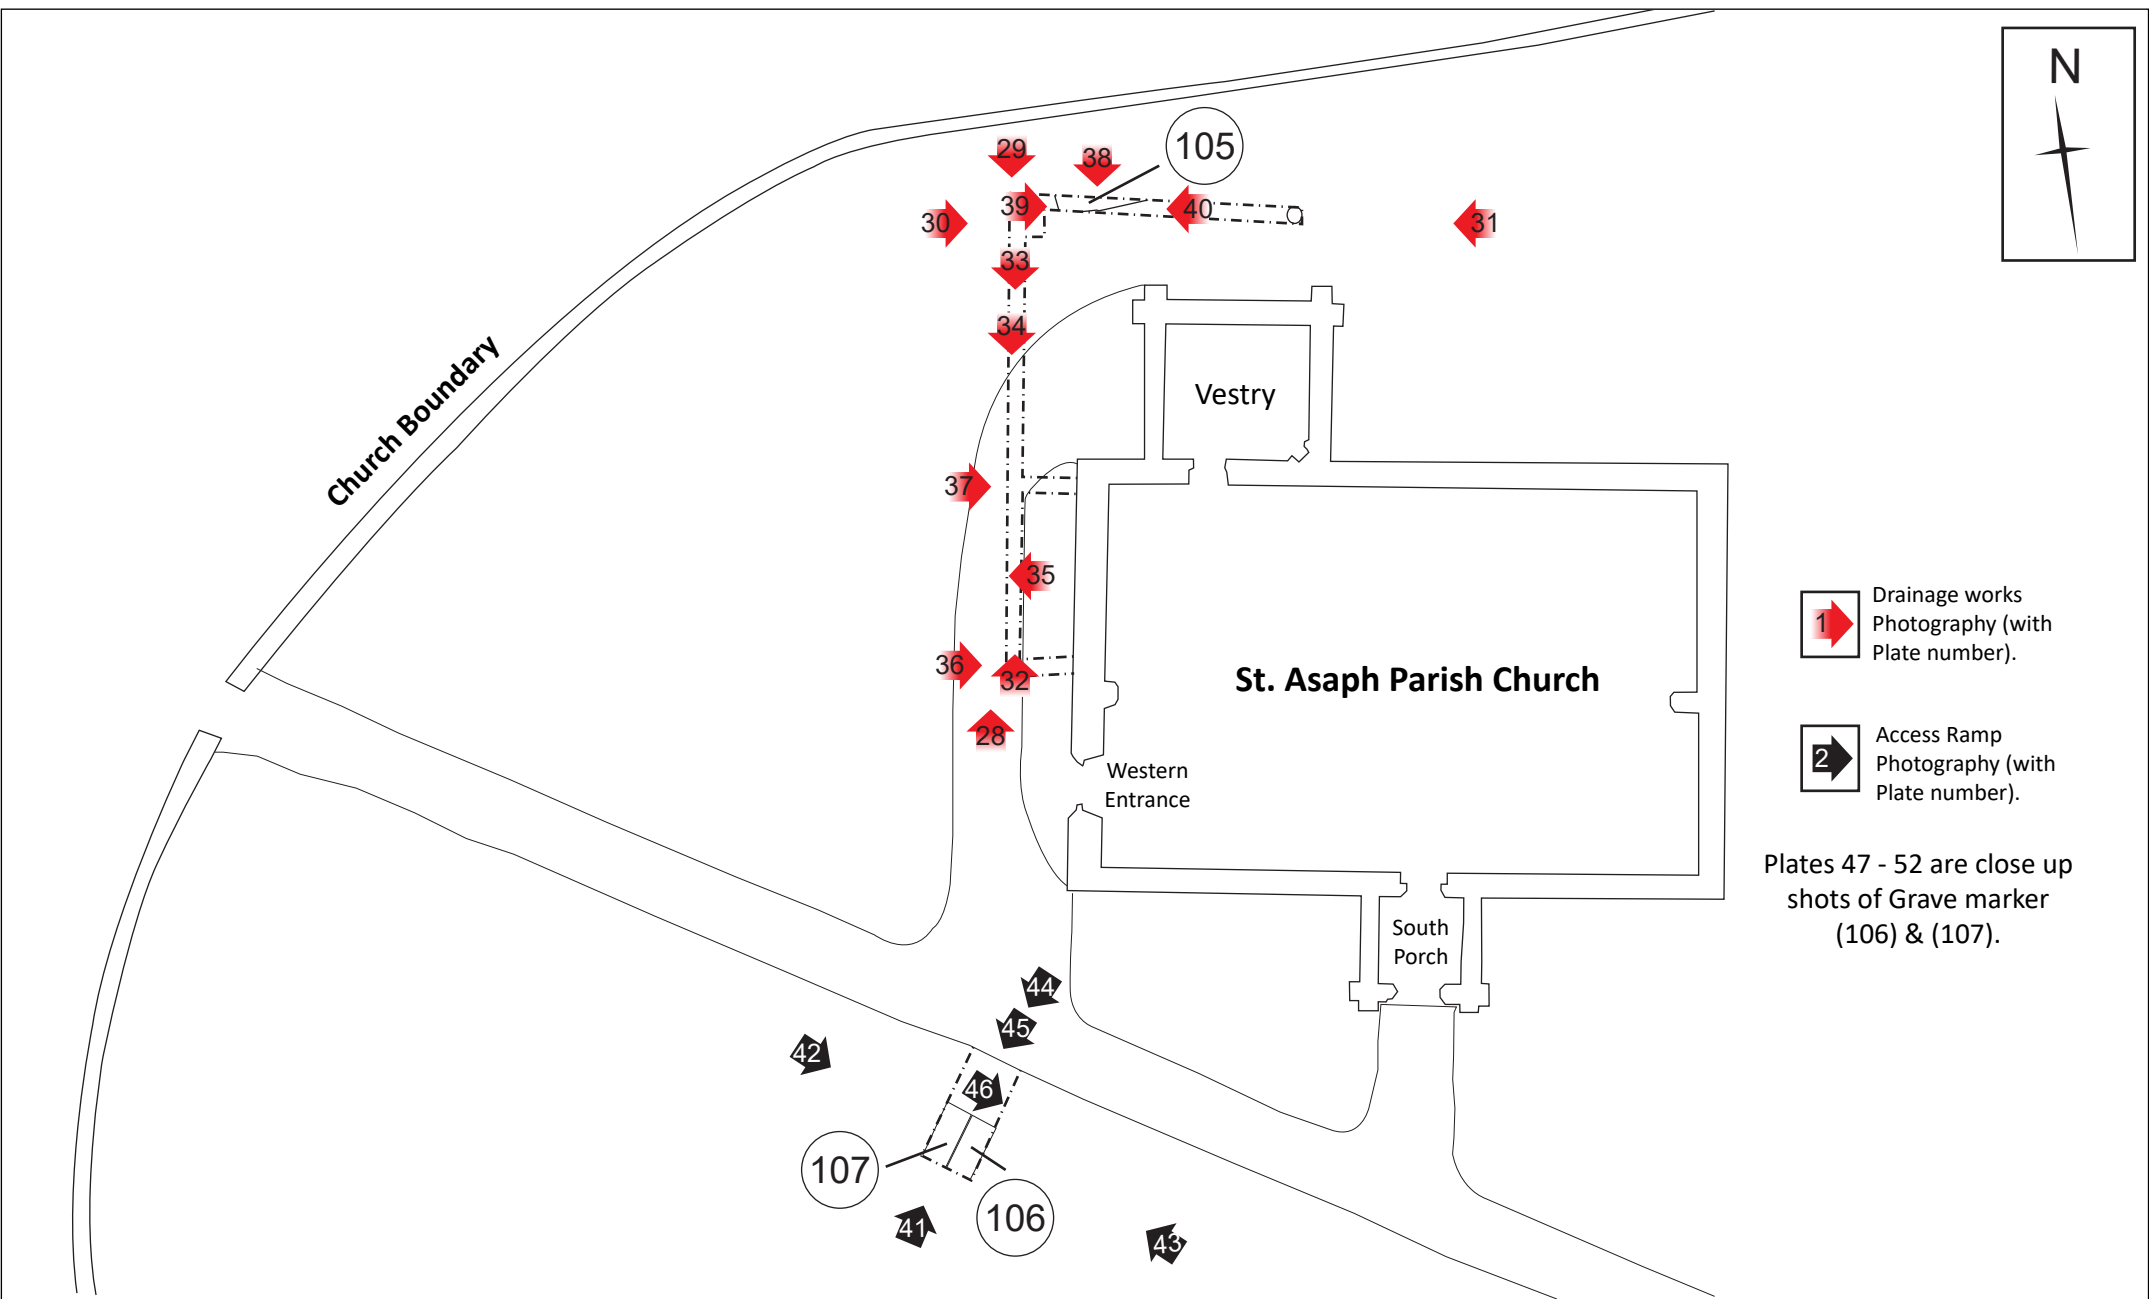 N
105
29
38
39
40
30
31
33
34
Church Boundary
Vestry
37
35
36
32
28
St. Asaph Parish Church
Western
Entrance
South
Porch
1
Drainage works
Photography (with
Plate number).
2
Access Ramp
Photography (with
Plate number).
Plates 47 - 52 are close up
shots of Grave marker
(106) & (107).
44
45
42
46
107
106
41
43